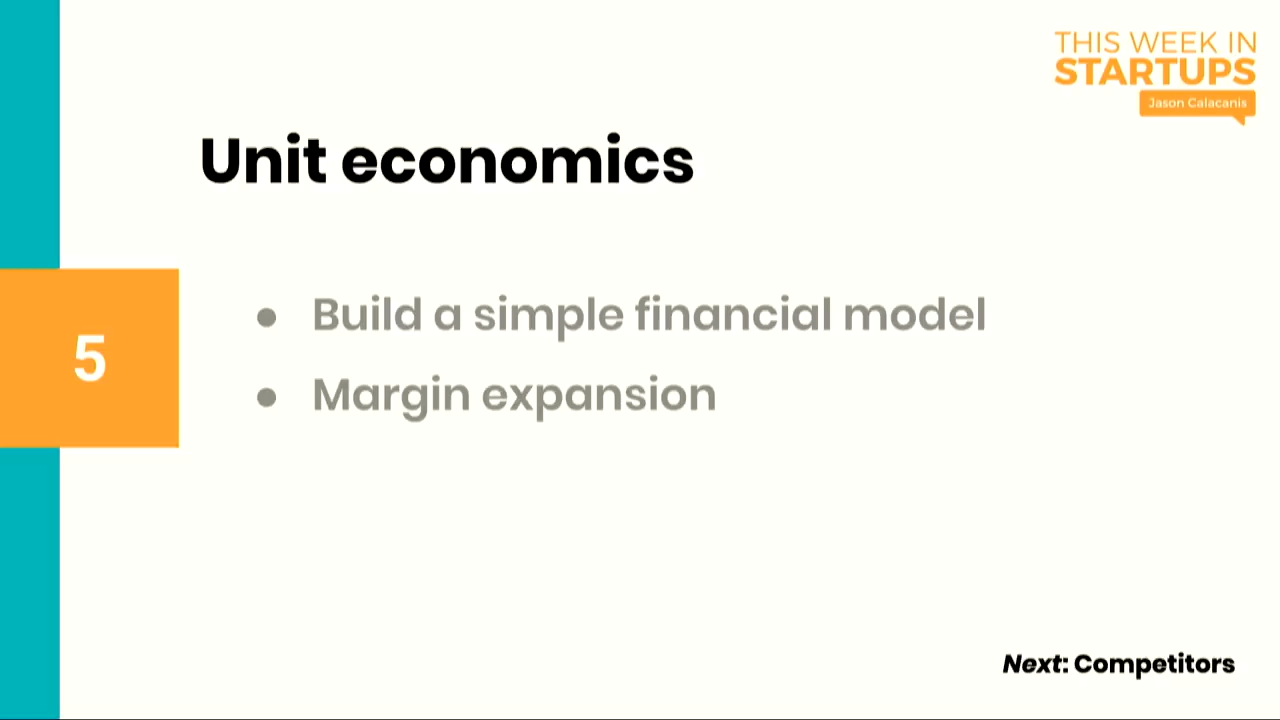 THIS WEEK IN
STARTUPS
Jason Calacanis
Unit economics
5
● Build a simple financial model
● Margin expansion
Next: Competitors